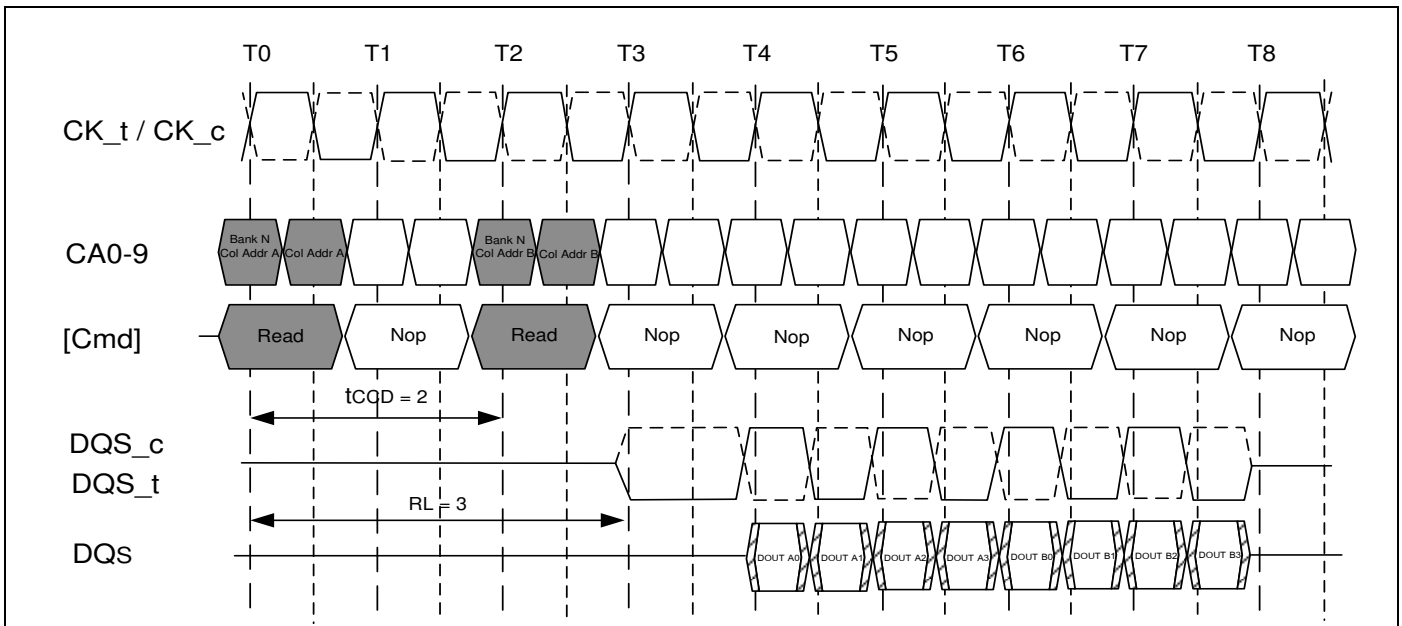 T0 T1 T2 T3 T4 T5 T6 T7 T8
CK_t / CK_c
CA0-9
Bank N
Col Addr A
Col Addr A
Bank N
Col Addr B
Col Addr B
[Cmd]
Read Nop Read Nop Nop Nop Nop Nop Nop
tCCD = 2
DQS_c
DQS_t
RL = 3
DQs
DOUT A0 DOUT A1 DOUT A2 DOUT A3 DOUT B0 DOUT B1 DOUT B2 DOUT B3